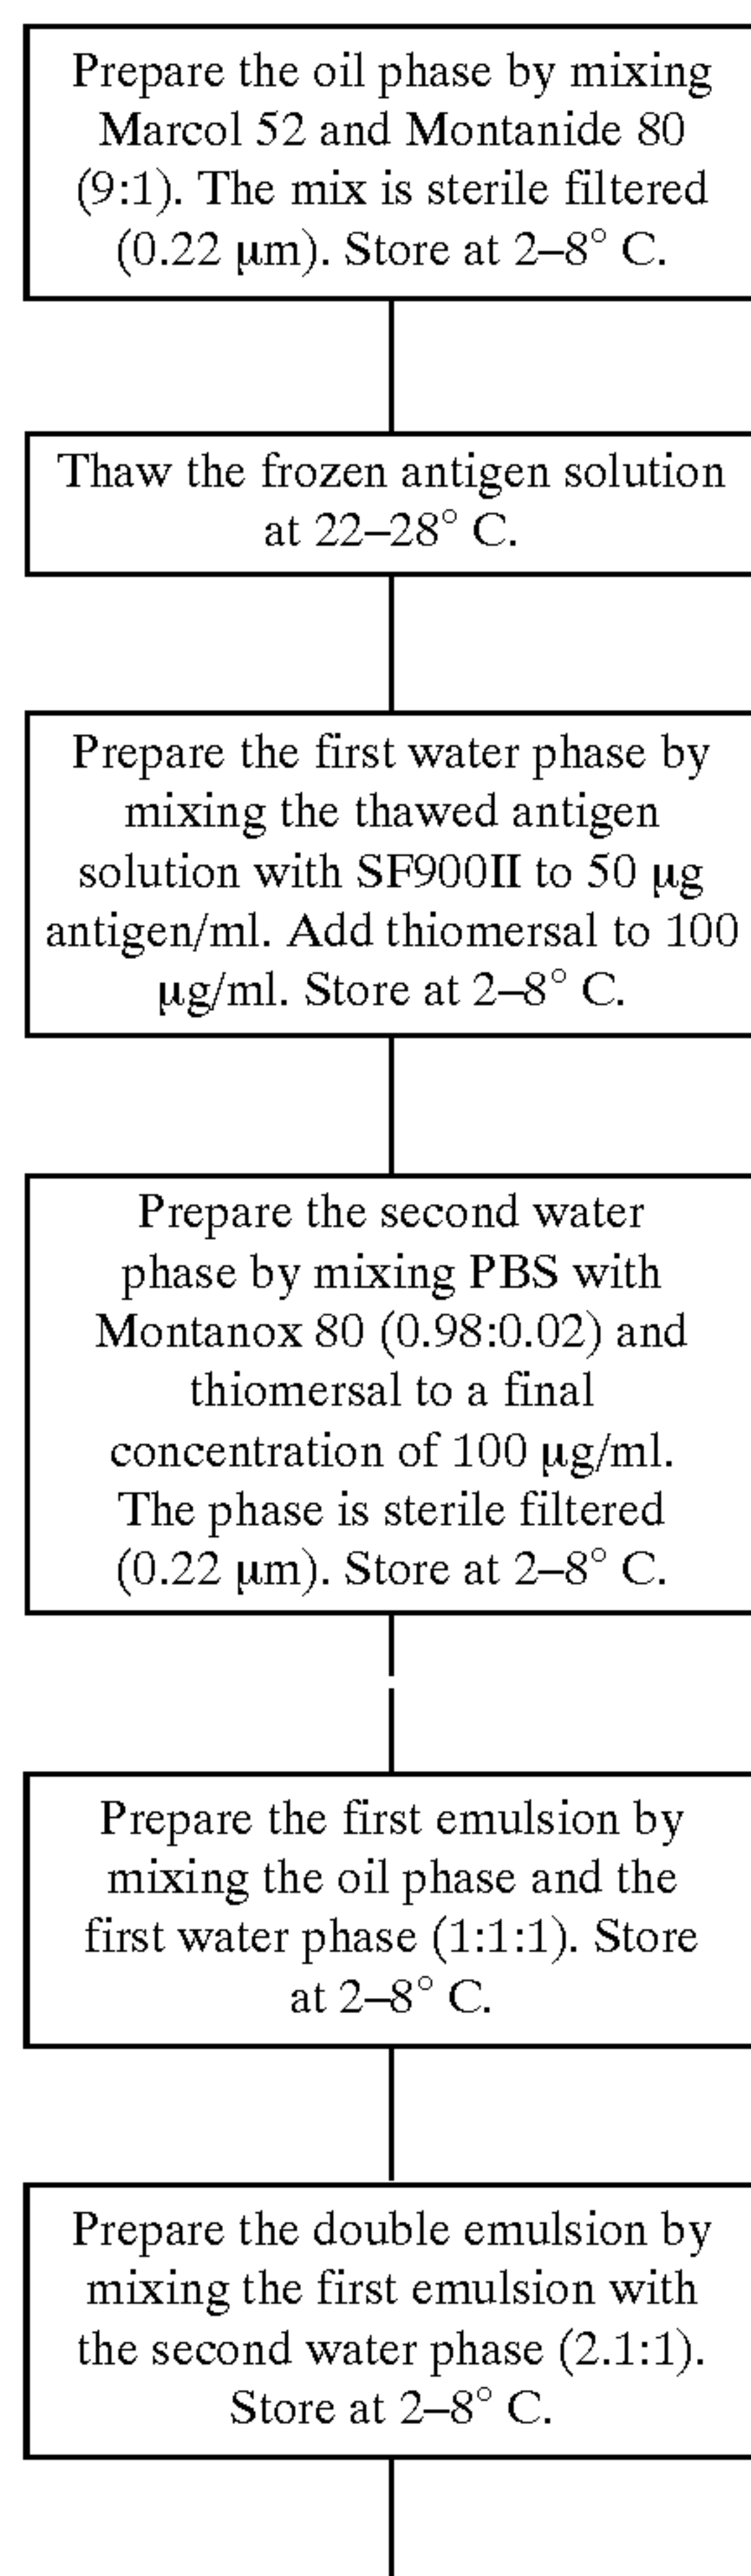 Prepare the oil phase by mixing
Marcol 52 and Montanide 80
(9:1). The mix is sterile filtered
(0.22 μm). Store at 2–8° C.
Thaw the frozen antigen solution
at 22–28° C.
Prepare the first water phase by
mixing the thawed antigen
solution with SF900II to 50 μg
antigen/ml. Add thiomersal to 100
μg/ml. Store at 2–8° C.
Prepare the second water
phase by mixing PBS with
Montanox 80 (0.98:0.02) and
thiomersal to a final
concentration of 100 μg/ml.
The phase is sterile filtered
(0.22 μm). Store at 2–8° C.
Prepare the first emulsion by
mixing the oil phase and the
first water phase (1:1:1). Store
at 2–8° C.
Prepare the double emulsion by
mixing the first emulsion with
the second water phase (2.1:1).
Store at 2–8° C.